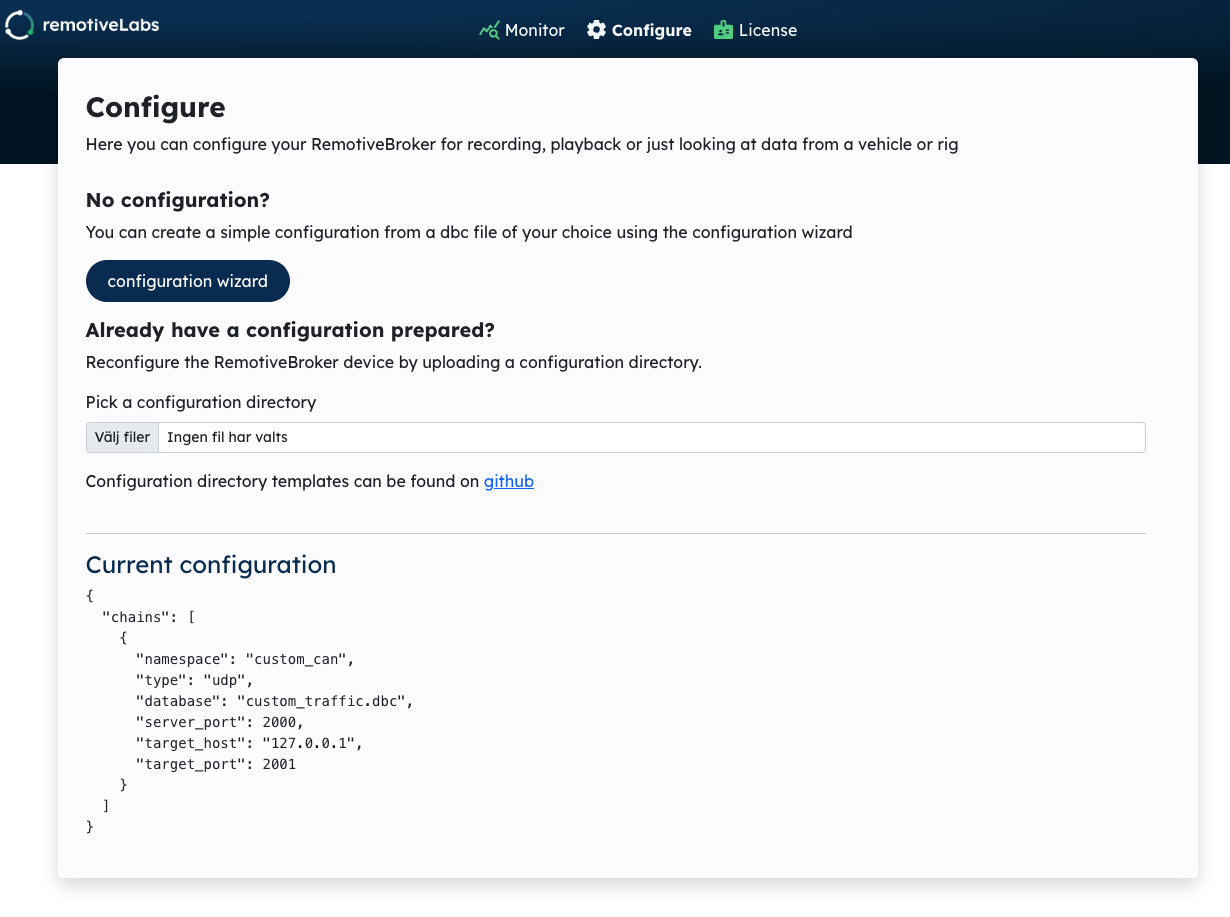 remotiveLabs
Monitor
Configure
License
Configure
Here you can configure your RemotiveBroker for recording, playback or just looking at data from a vehicle or rig
No configuration?
You can create a simple configuration from a dbc file of your choice using the configuration wizard
configuration wizard
Already have a configuration prepared?
Reconfigure the RemotiveBroker device by uploading a configuration directory.
Pick a configuration directory
Välj filer Ingen fil har valts
Configuration directory templates can be found on github
Current configuration
{
  "chains": [
    {
      "namespace": "custom_can",
      "type": "udp",
      "database": "custom_traffic.dbc",
      "server_port": 2000,
      "target_host": "127.0.0.1",
      "target_port": 2001
    }
  ]
}